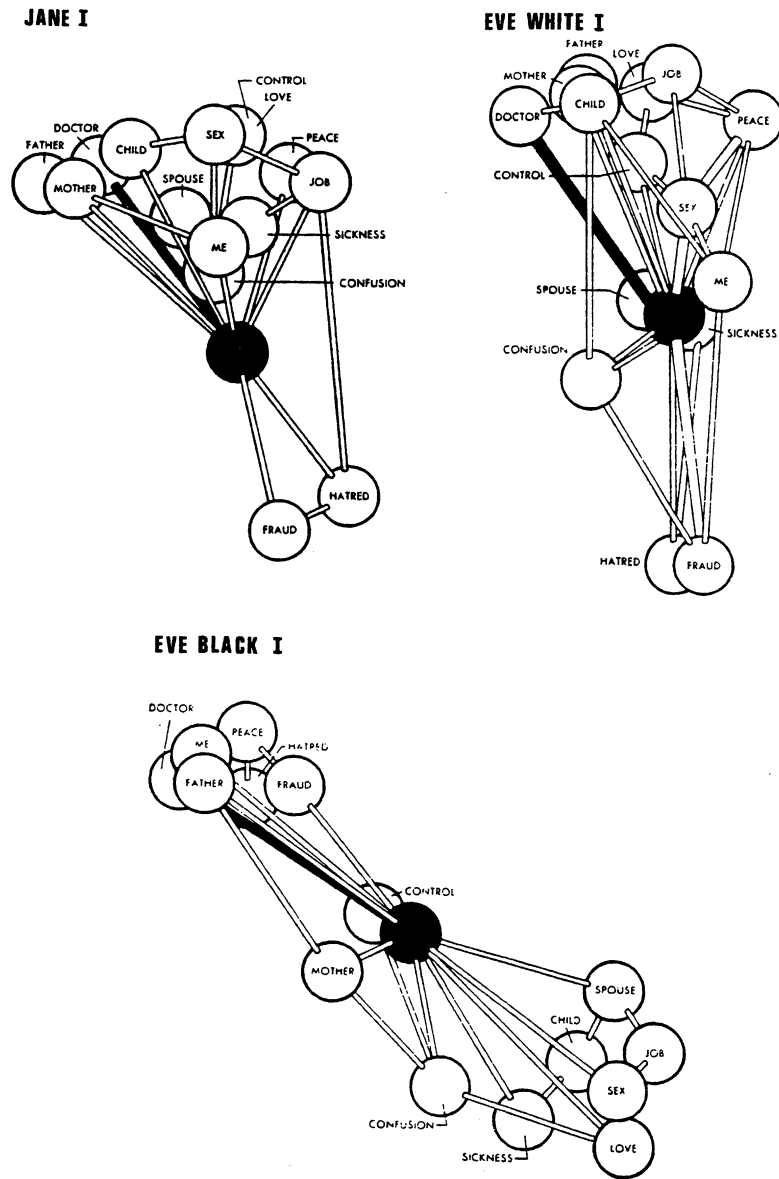 JANE I
CONTROL
LOVE
SEX
DOCTOR
FATHER
CHILD
PEACE
MOTHER
SPOUSE
JOB
ME
SICKNESS
CONFUSION
HATRED
FRAUD
EVE WHITE I
FATHER
LOVE
MOTHER
JOB
DOCTOR
CHILD
PEACE
CONTROL
SEX
ME
SPOUSE
SICKNESS
CONFUSION
HATRED
FRAUD
EVE BLACK I
DOCTOR
ME
PEACE
HATRED
FATHER
FRAUD
CONTROL
MOTHER
SPOUSE
CHILD
JOB
SEX
CONFUSION
LOVE
SICKNESS